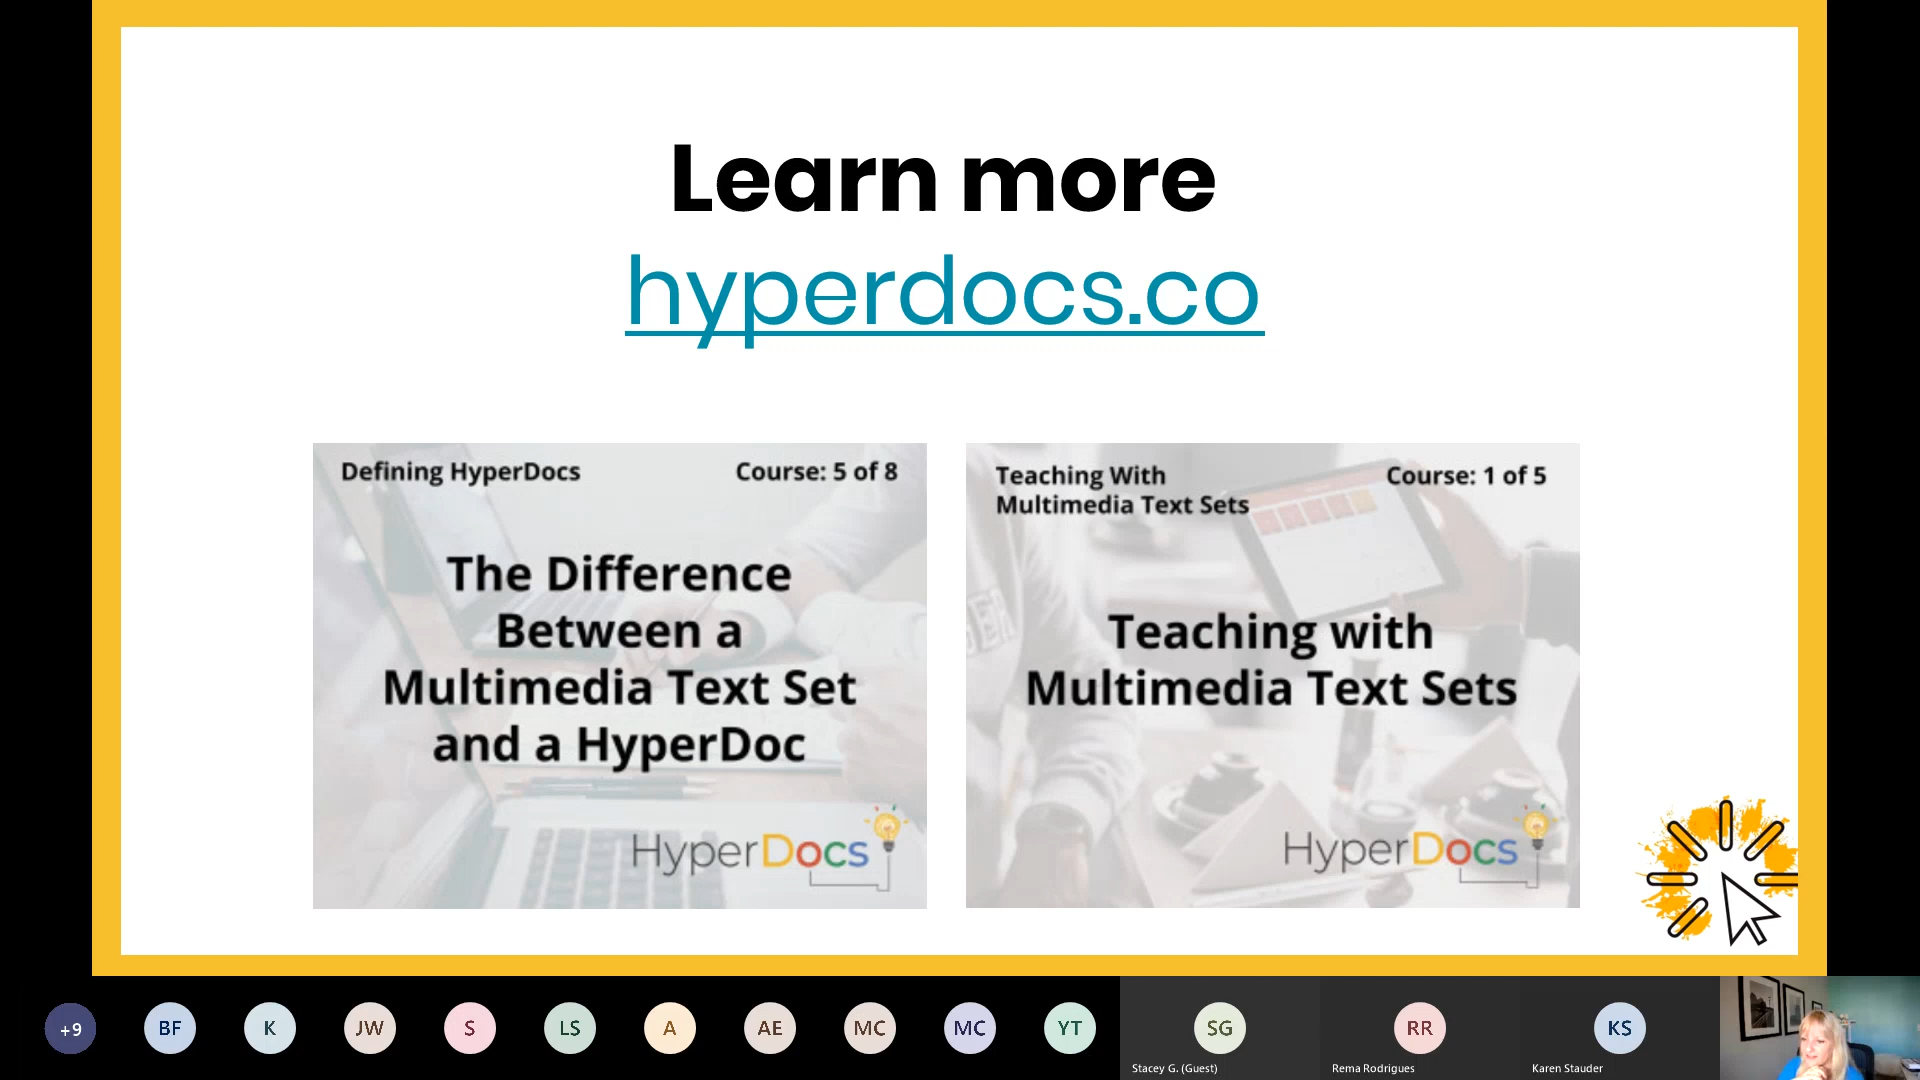 Learn more
hyperdocs.co
Defining HyperDocs
Course: 5 of 8
The Difference
Between a
Multimedia Text Set
and a HyperDoc
HyperDocs
Teaching With
Multimedia Text Sets
Course: 1 of 5
Teaching with
Multimedia Text Sets
HyperDocs
+9
BF
K
JW
S
LS
A
AE
MC
MC
YT
SG
Stacey G. (Guest)
RR
Rema Rodrigues
KS
Karen Stauder